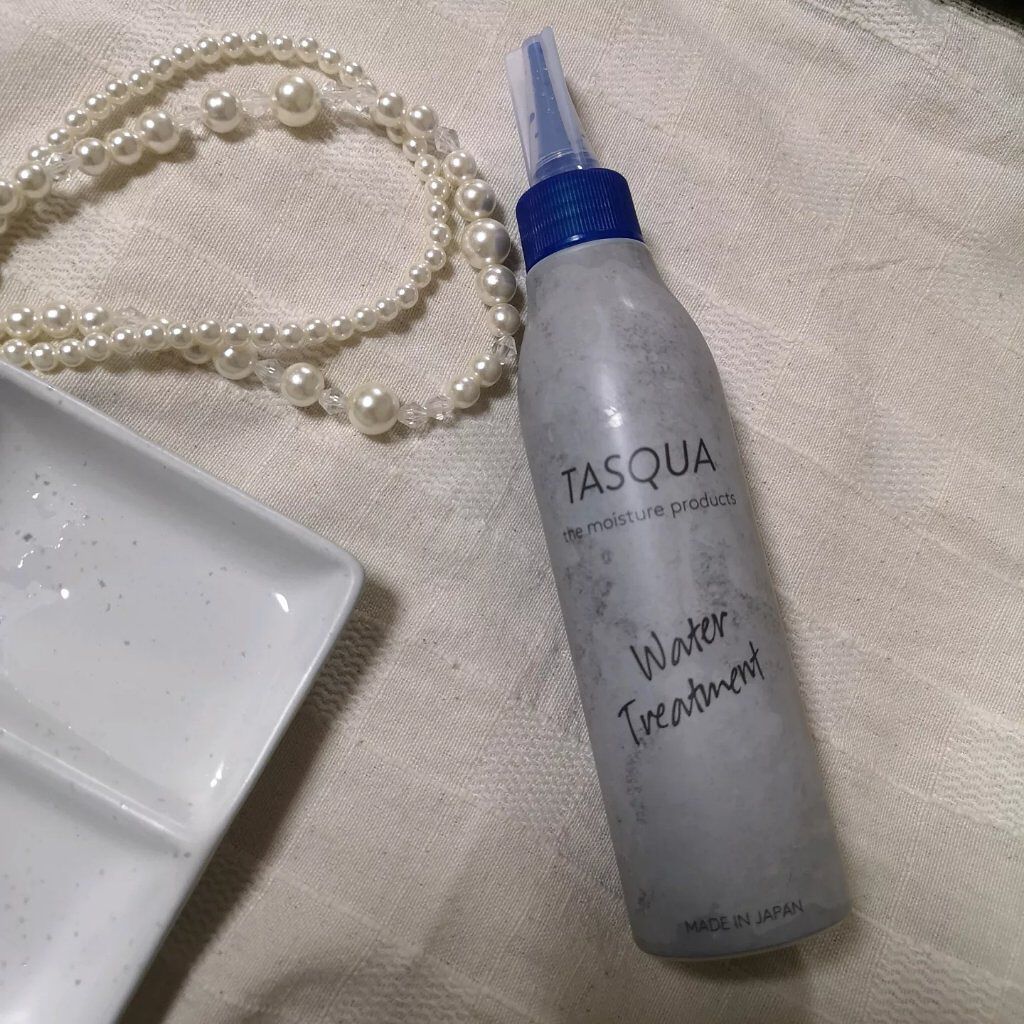 TASQUA
the moisture products
Water
Treatment
MADE IN JAPAN